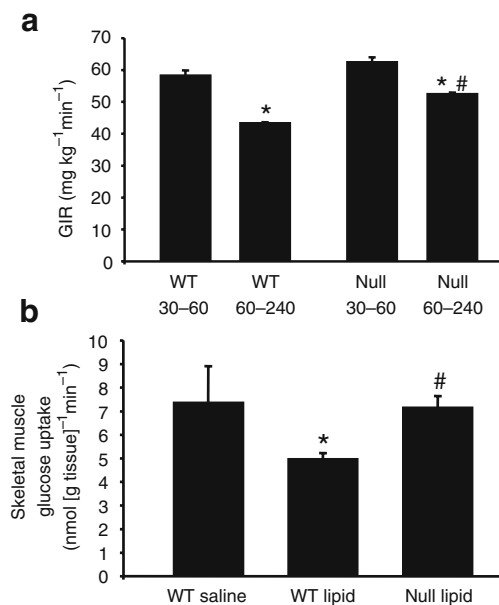 a
GIR (mg kg⁻¹min⁻¹)
70
60
50
40
30
20
10
0
*
* #
WT
30–60
WT
60–240
Null
30–60
Null
60–240
b
Skeletal muscle
glucose uptake
(nmol [g tissue]⁻¹min⁻¹)
10
9
8
7
6
5
4
3
2
1
0
*
#
WT saline
WT lipid
Null lipid